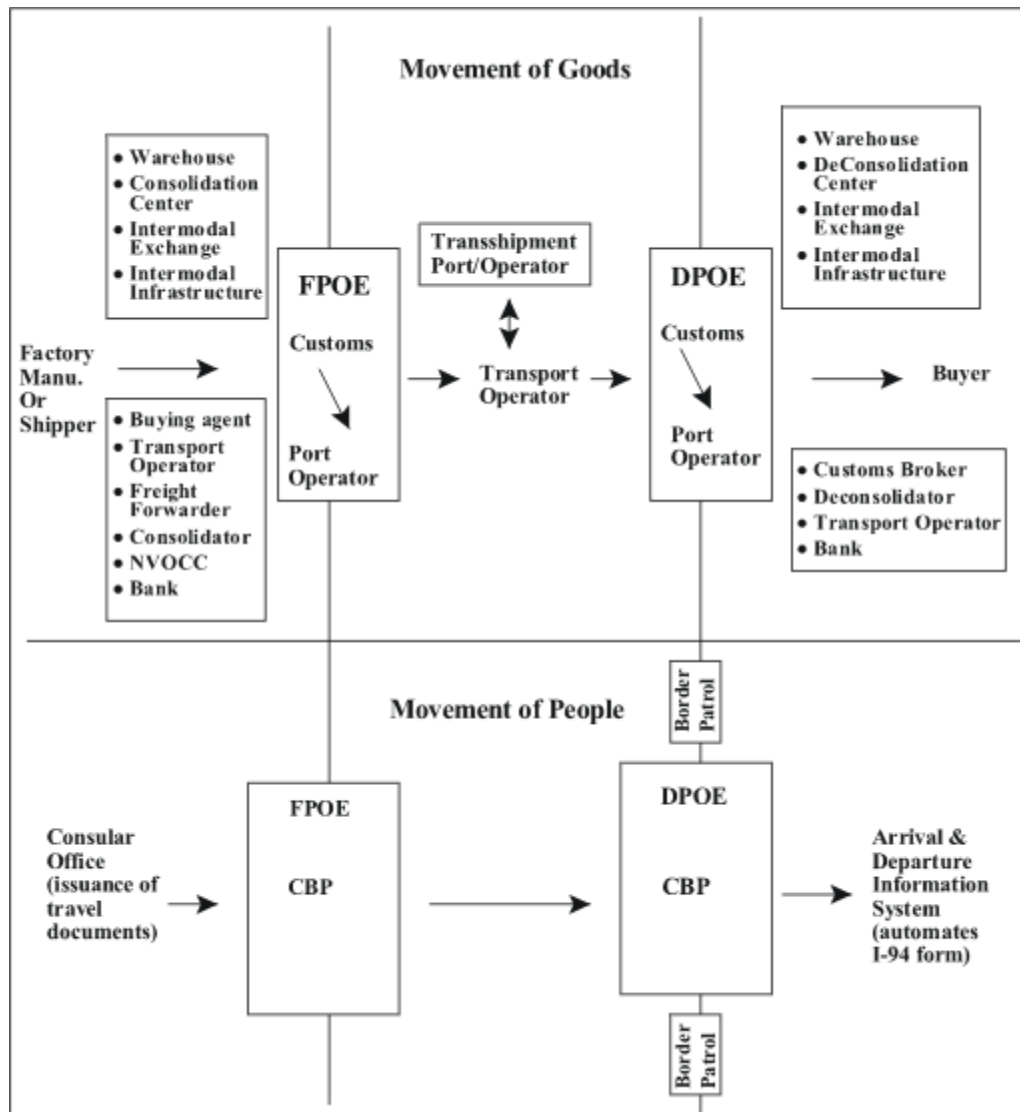 Movement of Goods
● Warehouse
● Consolidation
Center
● Intermodal
Exchange
● Intermodal
Infrastructure
Factory
Manu.
Or
Shipper
● Buying agent
● Transport
Operator
● Freight
Forwarder
● Consolidator
● NVOCC
● Bank
FPOE
Customs
Port
Operator
Transshipment
Port/Operator
Transport
Operator
DPOE
Customs
Port
Operator
● Warehouse
● DeConsolidation
Center
● Intermodal
Exchange
● Intermodal
Infrastructure
Buyer
● Customs Broker
● Deconsolidator
● Transport Operator
● Bank
Movement of People
Border
Patrol
Consular
Office
(issuance of
travel
documents)
FPOE
CBP
DPOE
CBP
Arrival &
Departure
Information
System
(automates
I-94 form)
Border
Patrol